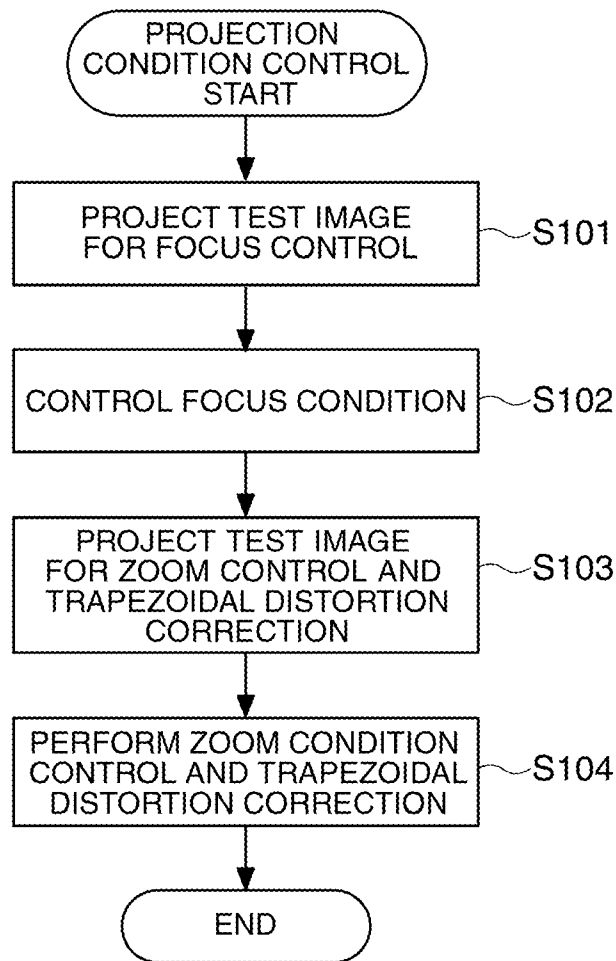 PROJECTION
CONDITION CONTROL
START
PROJECT TEST IMAGE
FOR FOCUS CONTROL
S101
CONTROL FOCUS CONDITION
S102
PROJECT TEST IMAGE
FOR ZOOM CONTROL AND
TRAPEZOIDAL DISTORTION
CORRECTION
S103
PERFORM ZOOM CONDITION
CONTROL AND TRAPEZOIDAL
DISTORTION CORRECTION
S104
END